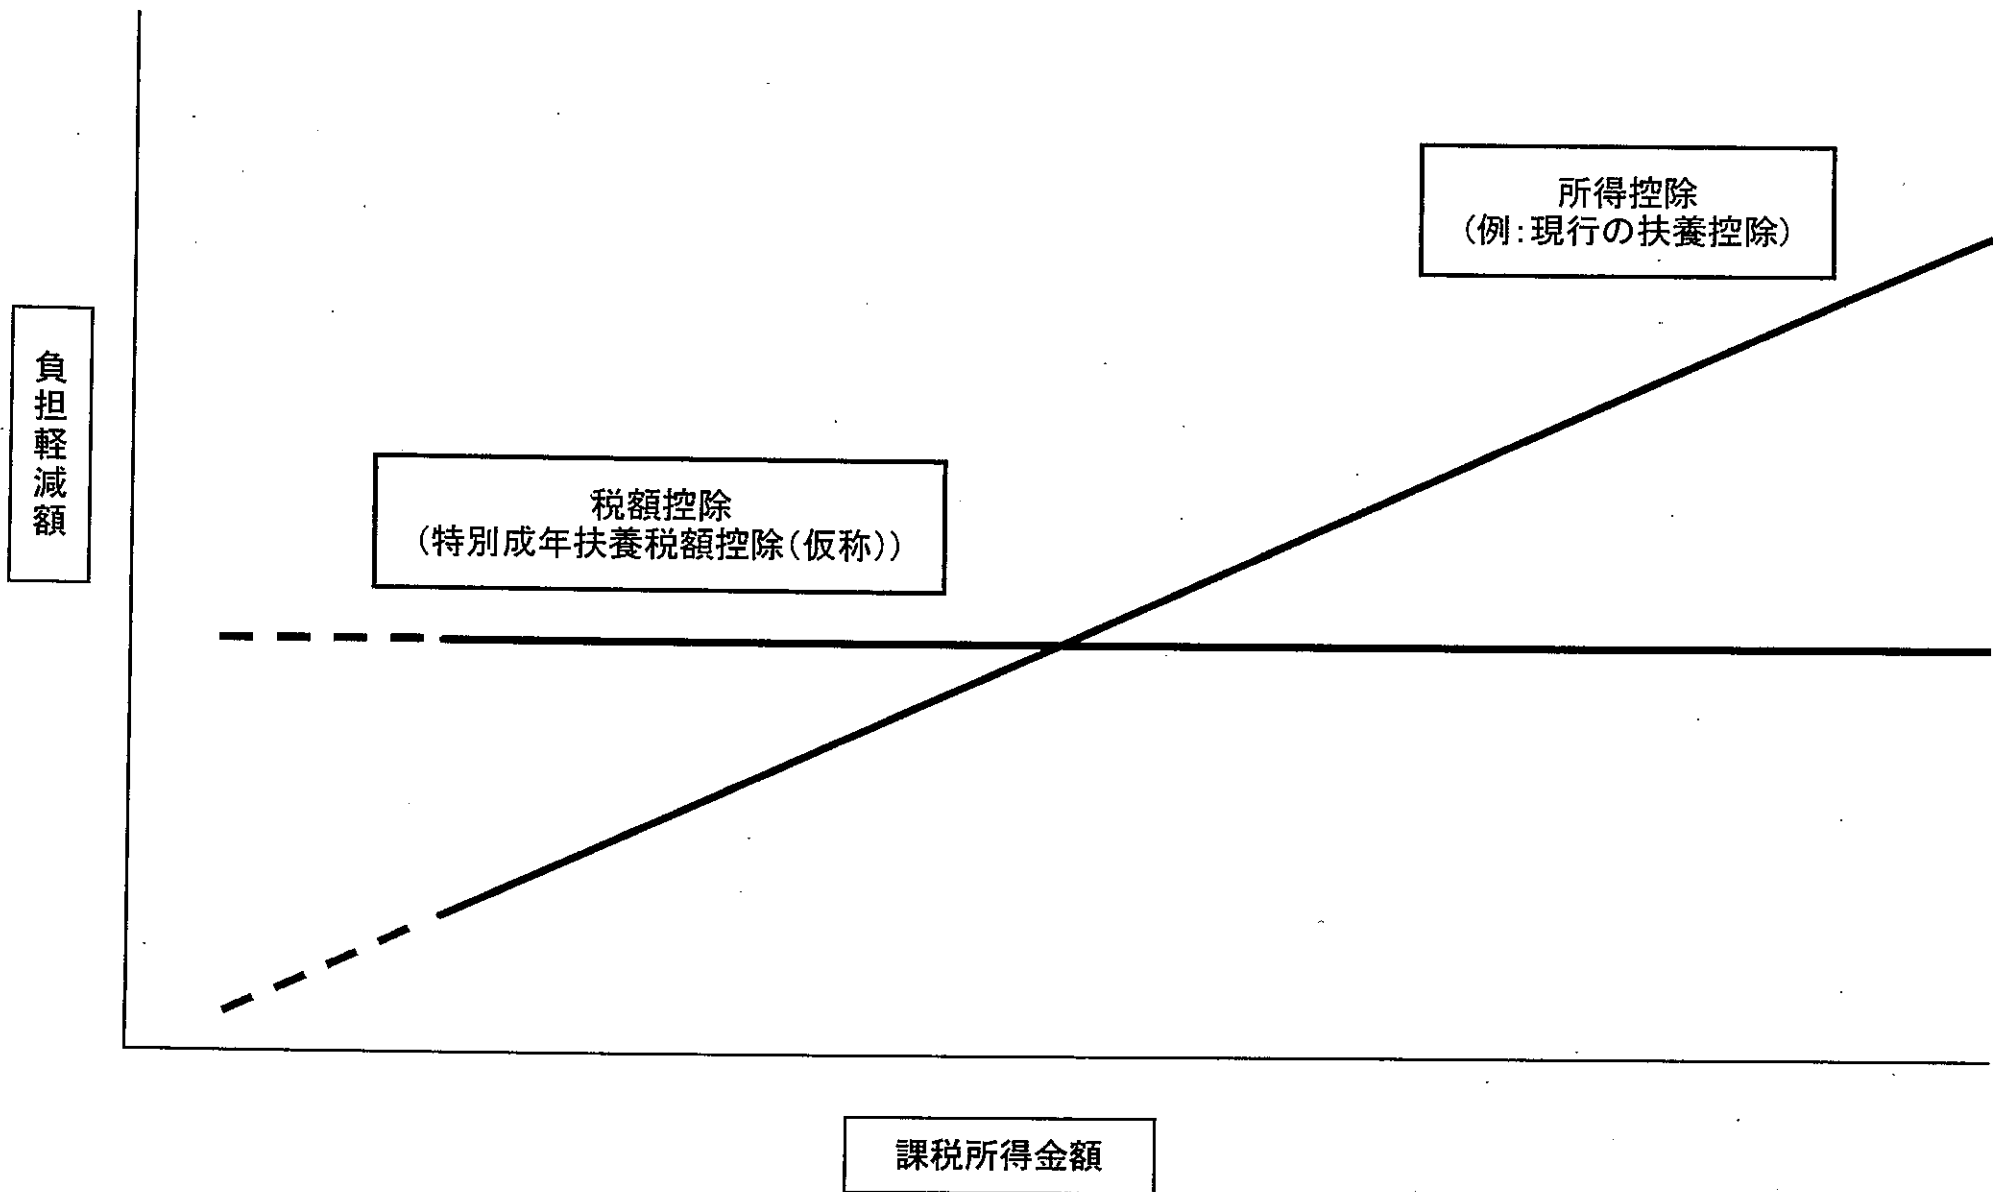 所得控除
（例：現行の扶養控除）
負担軽減額
税額控除
（特別成年扶養税額控除（仮称））
課税所得金額